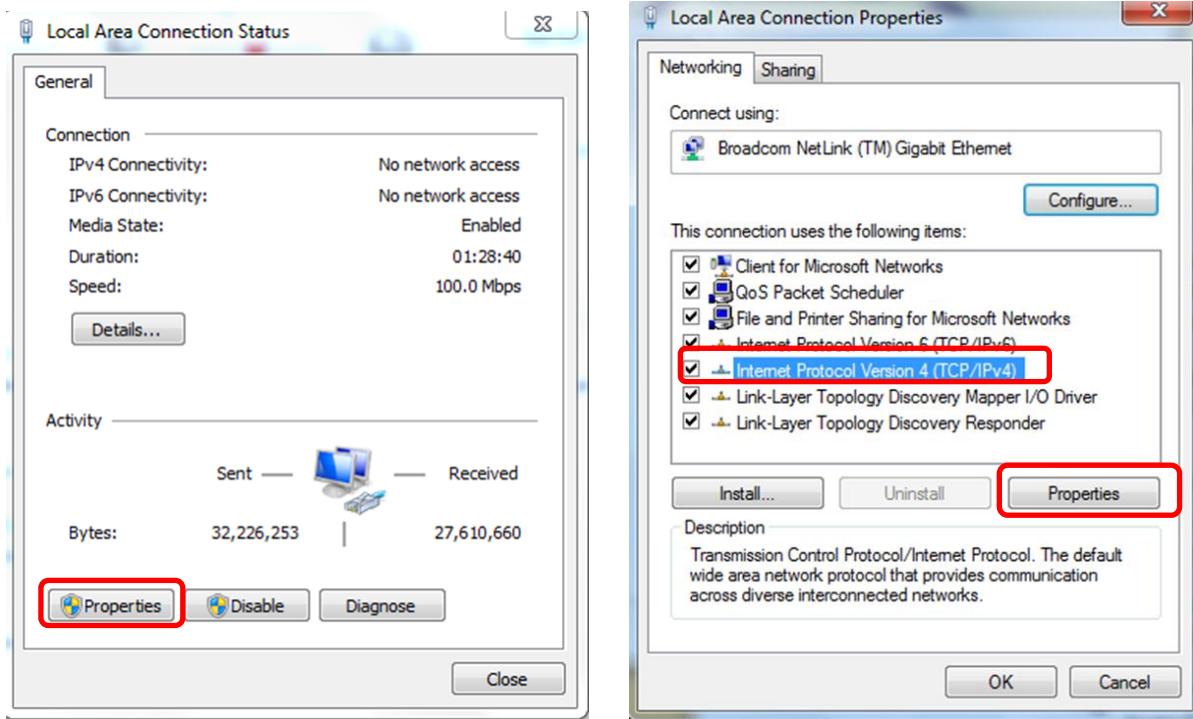 Local Area Connection Status
General
Connection
IPv4 Connectivity: No network access
IPv6 Connectivity: No network access
Media State: Enabled
Duration: 01:28:40
Speed: 100.0 Mbps
Details...
Activity
Sent — Received
Bytes: 32,226,253 27,610,660
Properties Disable Diagnose
Close
Local Area Connection Properties
Networking Sharing
Connect using:
Broadcom NetLink (TM) Gigabit Ethernet
Configure...
This connection uses the following items:
Client for Microsoft Networks
QoS Packet Scheduler
File and Printer Sharing for Microsoft Networks
Internet Protocol Version 6 (TCP/IPv6)
Internet Protocol Version 4 (TCP/IPv4)
Link-Layer Topology Discovery Mapper I/O Driver
Link-Layer Topology Discovery Responder
Install... Uninstall Properties
Description
Transmission Control Protocol/Internet Protocol. The default
wide area network protocol that provides communication
across diverse interconnected networks.
OK Cancel